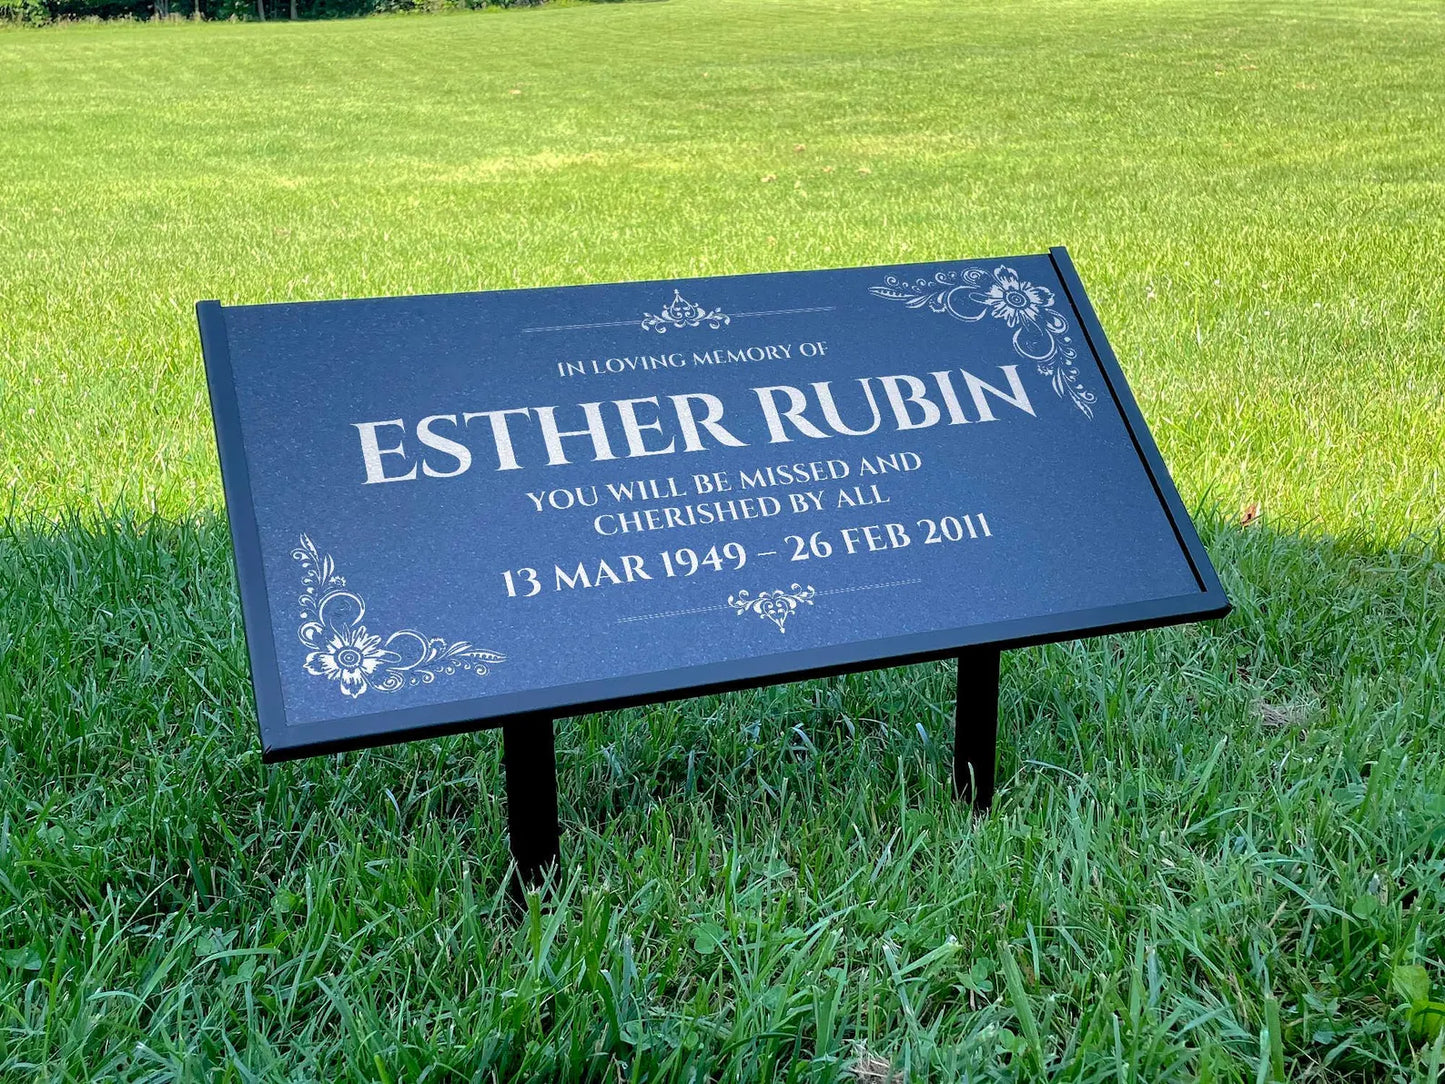 IN LOVING MEMORY OF
ESTHER RUBIN
YOU WILL BE MISSED AND
CHERISHED BY ALL
13 MAR 1949 – 26 FEB 2011